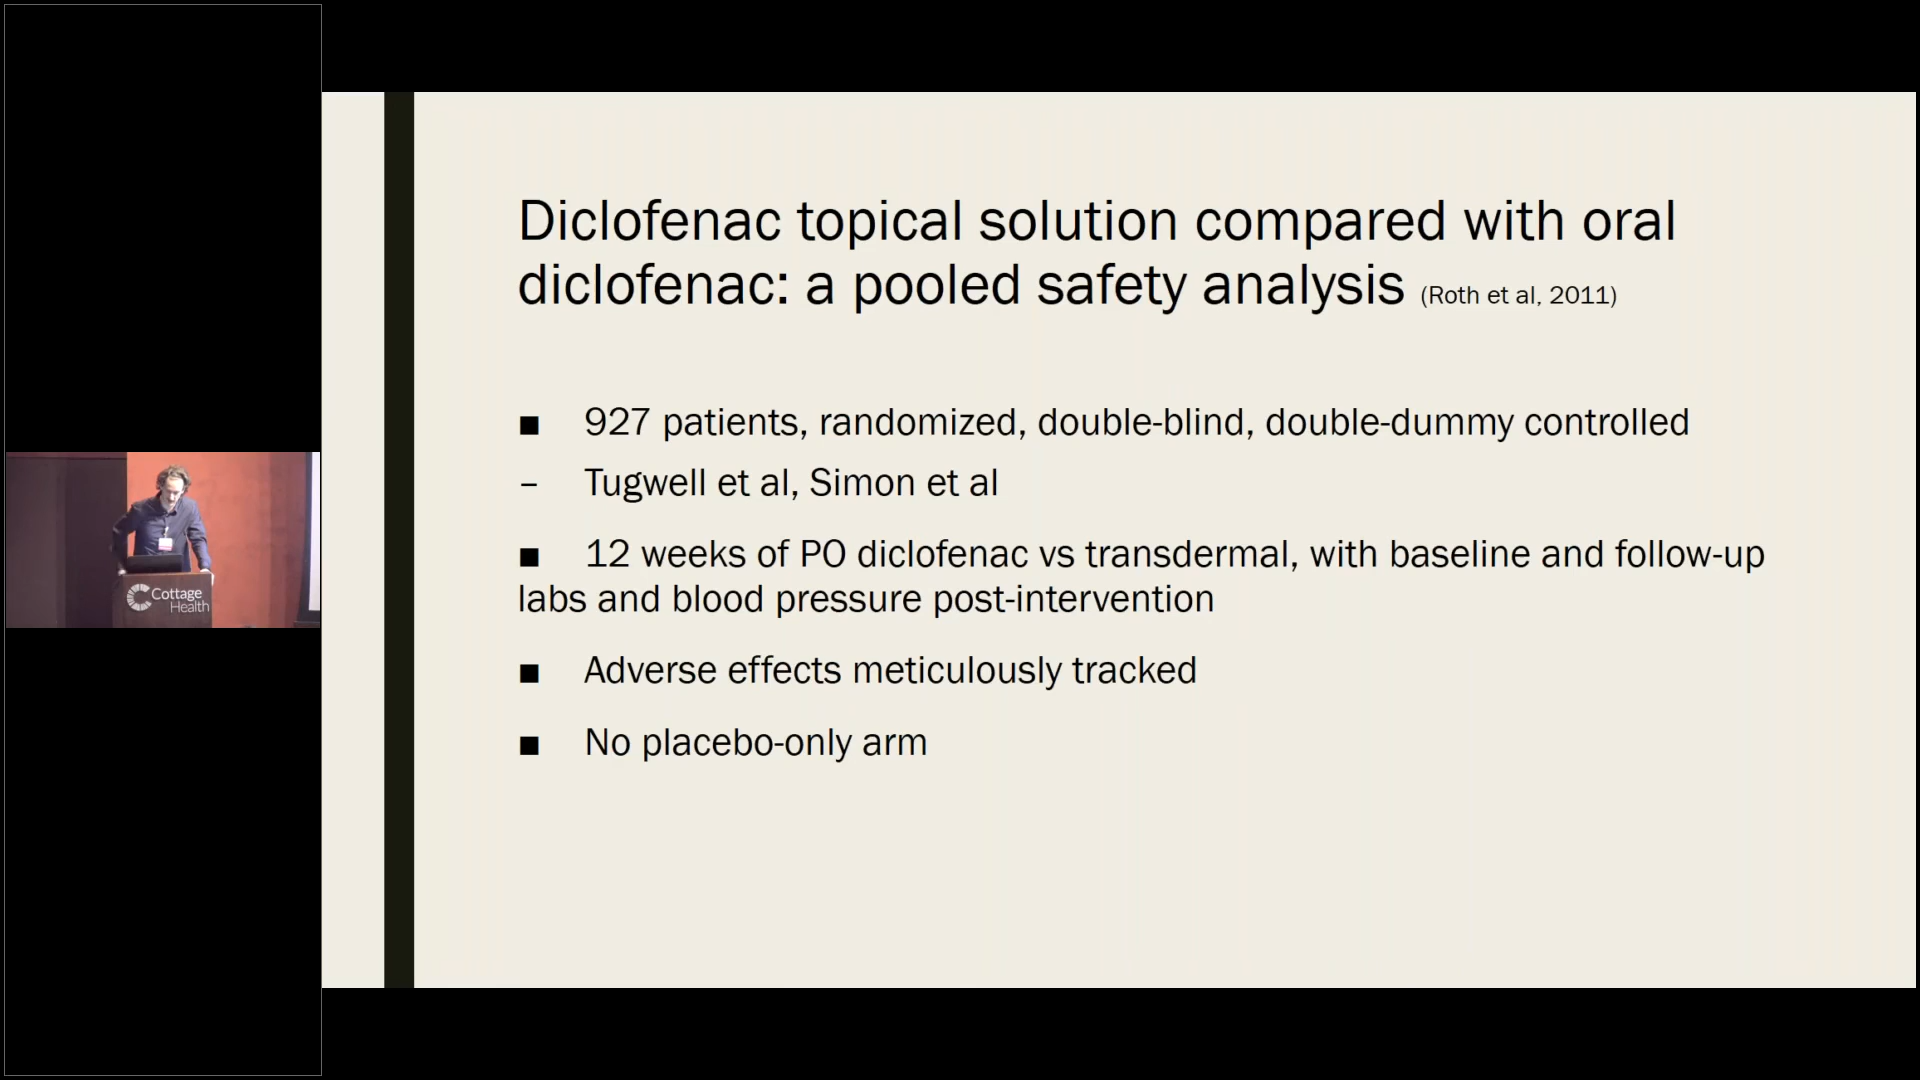 Diclofenac topical solution compared with oral
diclofenac: a pooled safety analysis (Roth et al, 2011)
■ 927 patients, randomized, double-blind, double-dummy controlled
– Tugwell et al, Simon et al
■ 12 weeks of PO diclofenac vs transdermal, with baseline and follow-up
labs and blood pressure post-intervention
■ Adverse effects meticulously tracked
■ No placebo-only arm
Cottage
Health